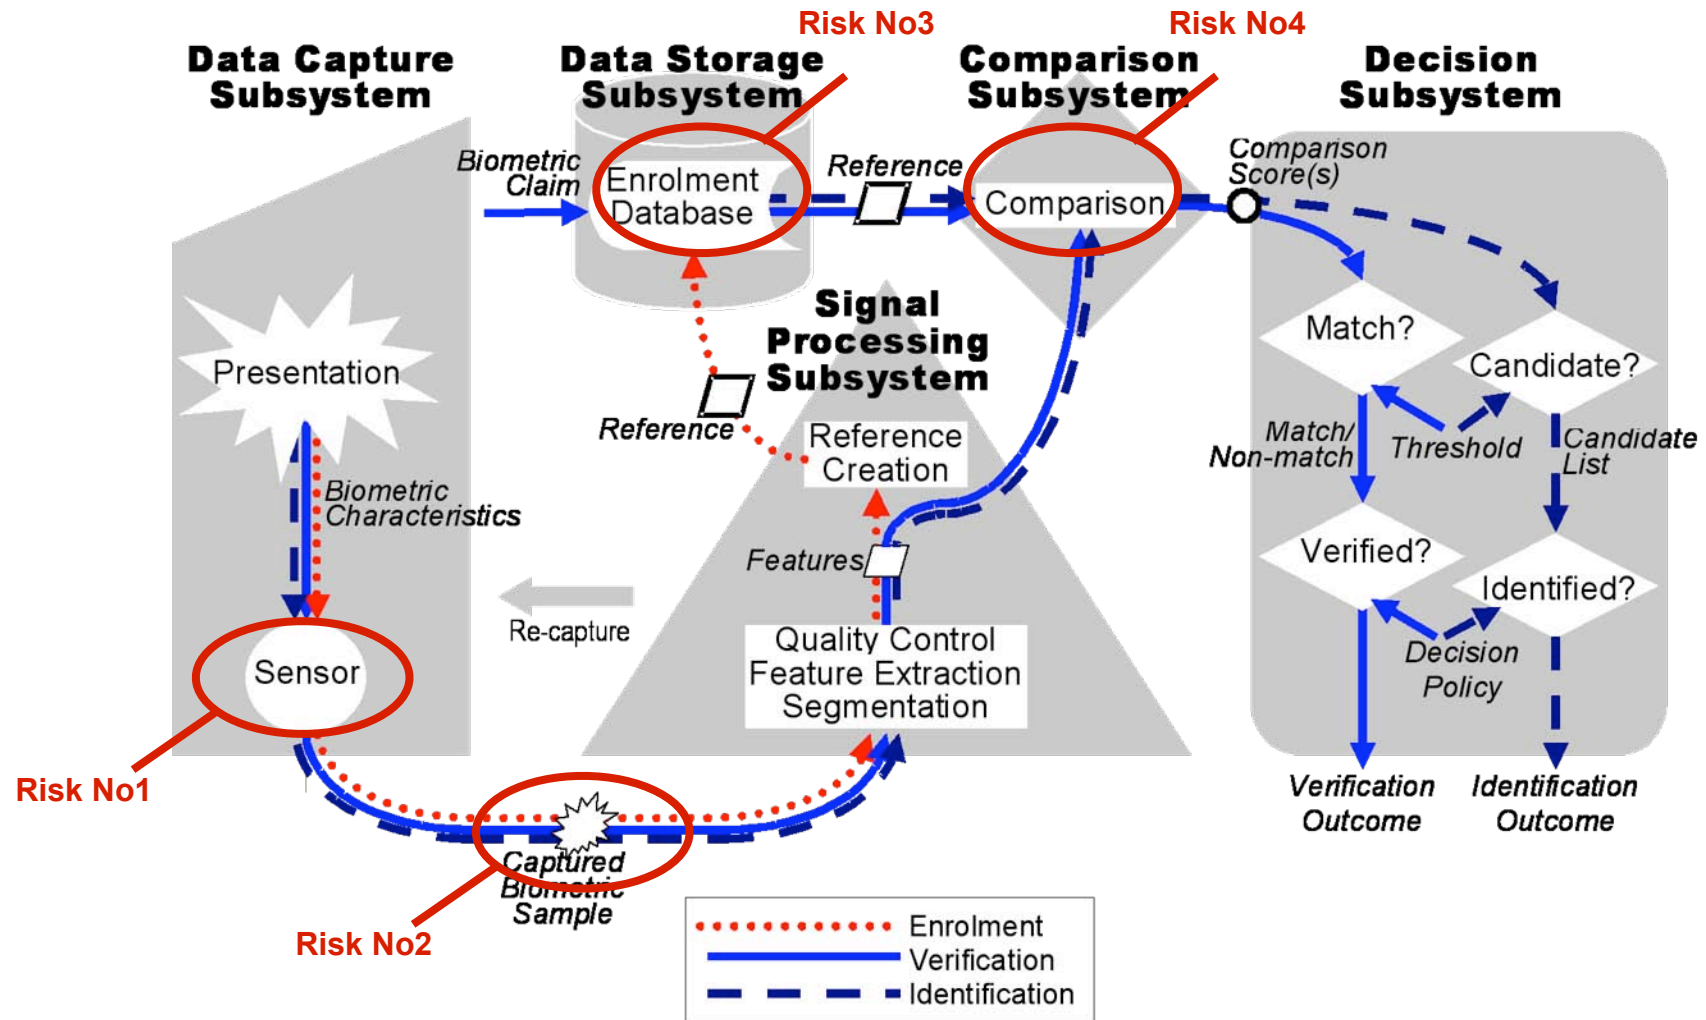 Risk No3
Risk No4
Data Capture
Subsystem
Data Storage
Subsystem
Comparison
Subsystem
Decision
Subsystem
Biometric
Claim
Enrolment
Database
Reference
Comparison
Comparison
Score(s)
Signal
Processing
Subsystem
Presentation
Match?
Candidate?
Reference
Reference
Creation
Match/
Non-match
Threshold
Candidate
List
Biometric
Characteristics
Features
Verified?
Identified?
Re-capture
Sensor
Quality Control
Feature Extraction
Segmentation
Decision
Policy
Risk No1
Verification
Outcome
Identification
Outcome
Captured
Biometric
Sample
Risk No2
Enrolment
Verification
Identification